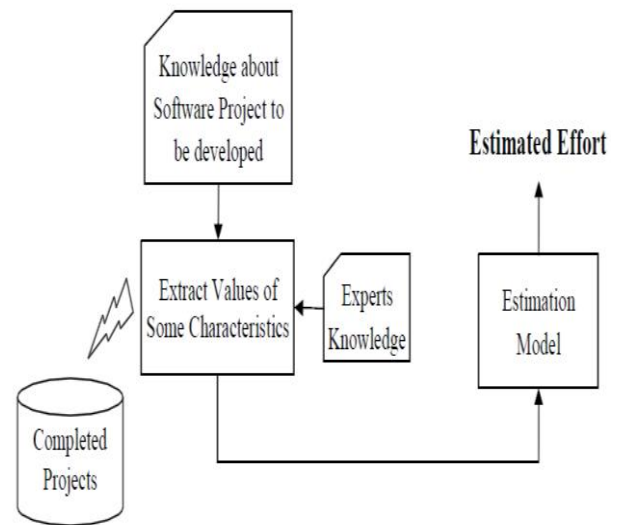 Knowledge about
Software Project to
be developed
Estimated Effort
Extract Values of
Some Characteristics
Experts
Knowledge
Estimation
Model
Completed
Projects